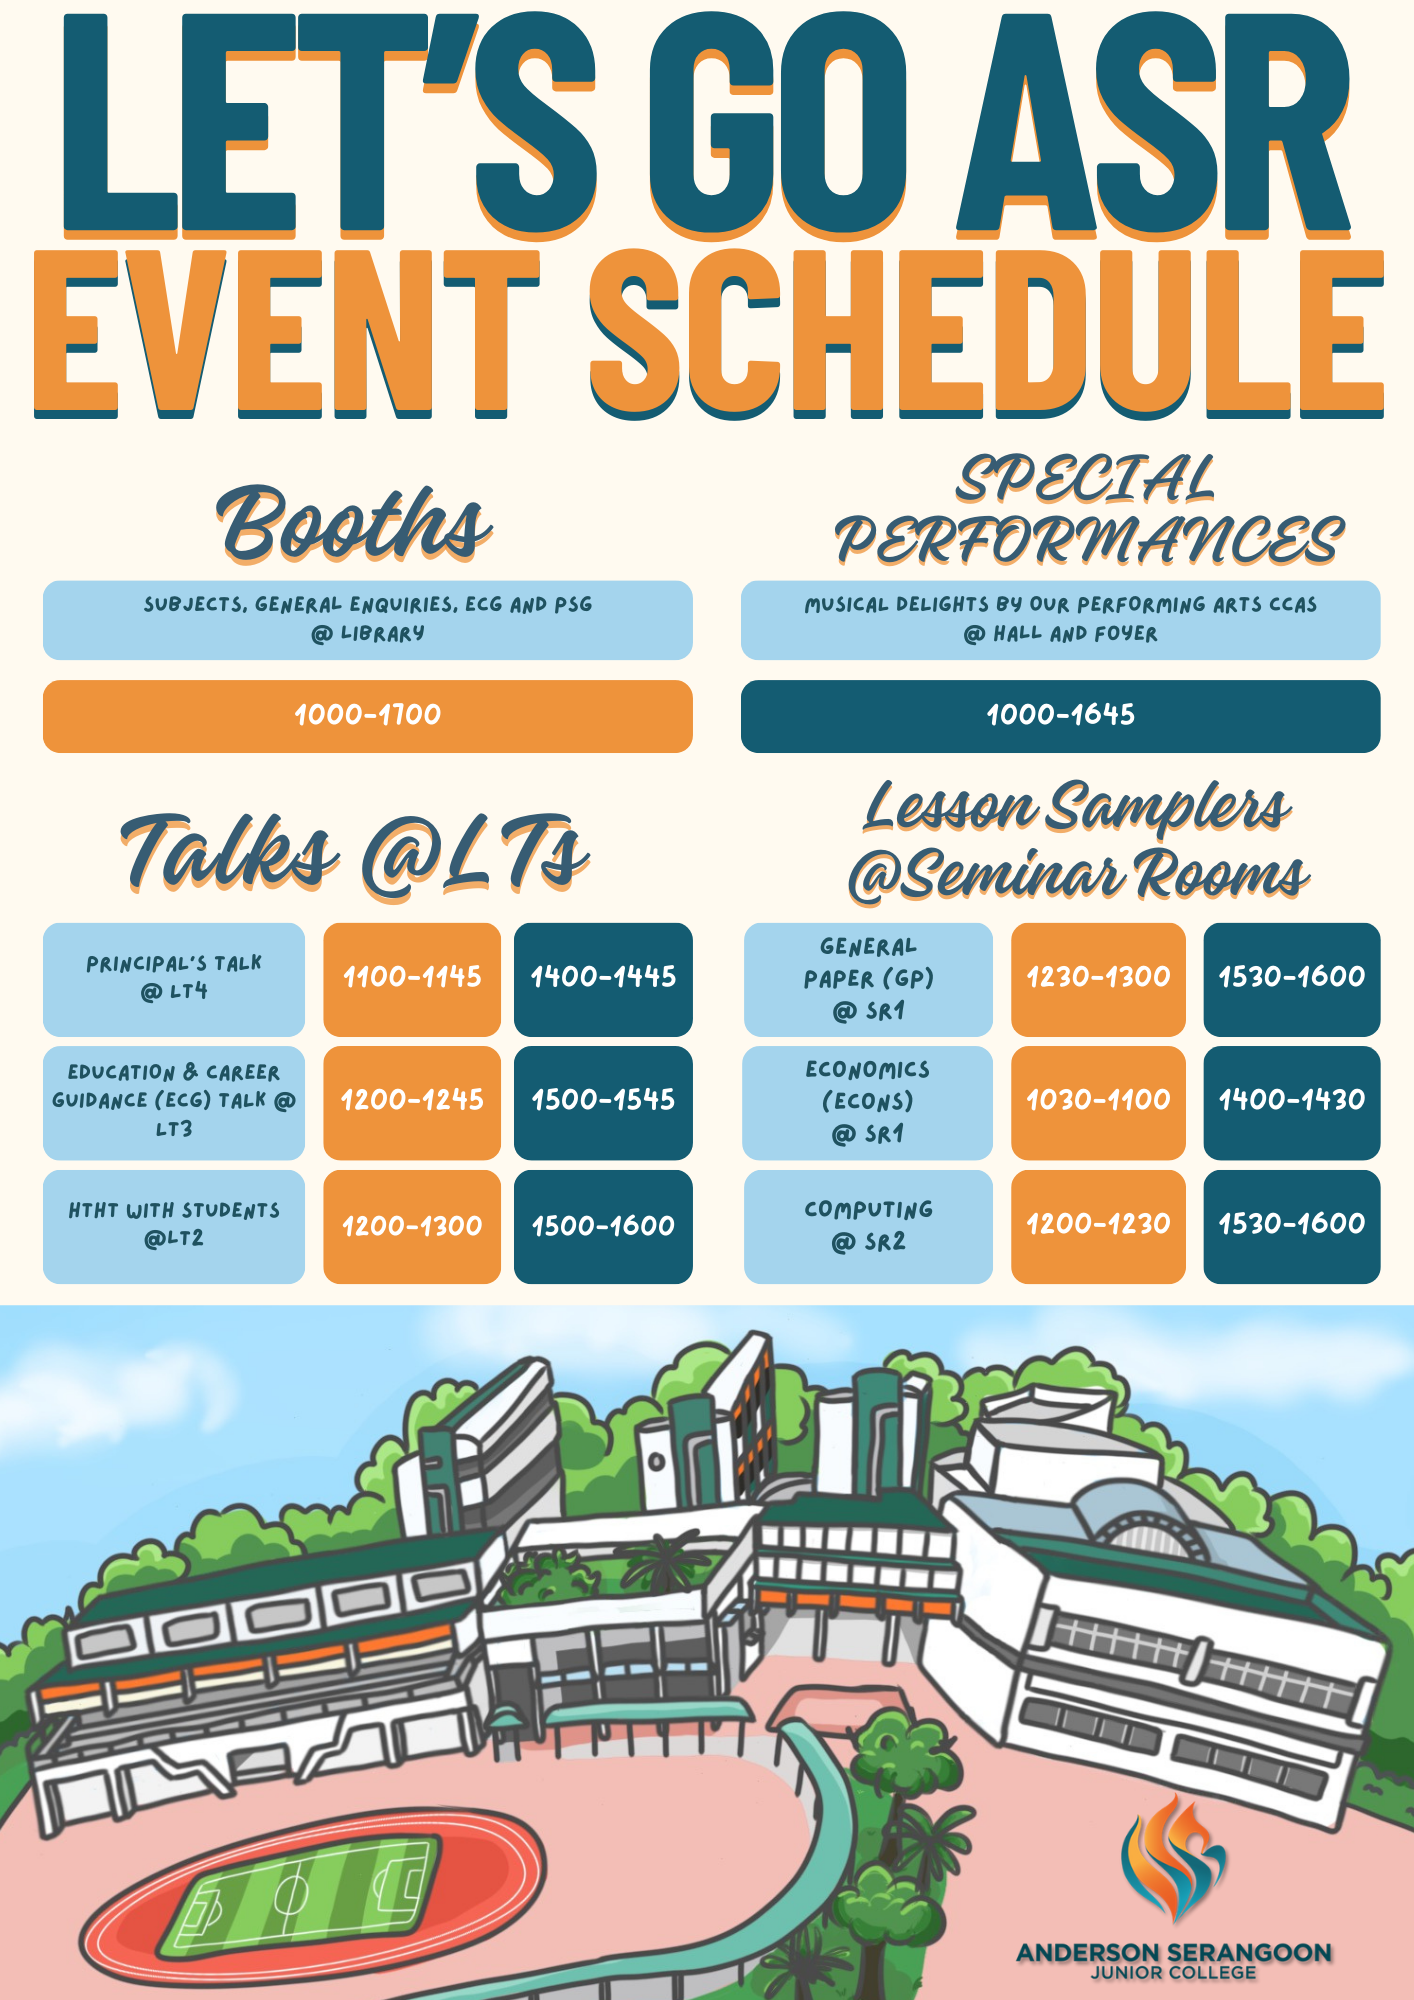 LET'S GO ASR
EVENT SCHEDULE
Booths
SUBJECTS, GENERAL ENQUIRIES, ECG AND PSG
@ LIBRARY
1000-1700
SPECIAL
PERFORMANCES
MUSICAL DELIGHTS BY OUR PERFORMING ARTS CCAS
@ HALL AND FOYER
1000-1645
Talks @LTs
PRINCIPAL'S TALK
@ LT4
1100-1145
1400-1445
EDUCATION & CAREER
GUIDANCE (ECG) TALK @
LT3
1200-1245
1500-1545
HTHT WITH STUDENTS
@LT2
1200-1300
1500-1600
Lesson Samplers
@Seminar Rooms
GENERAL
PAPER (GP)
@ SR1
1230-1300
1530-1600
ECONOMICS
(ECONS)
@ SR1
1030-1100
1400-1430
COMPUTING
@ SR2
1200-1230
1530-1600
ANDERSON SERANGOON
JUNIOR COLLEGE